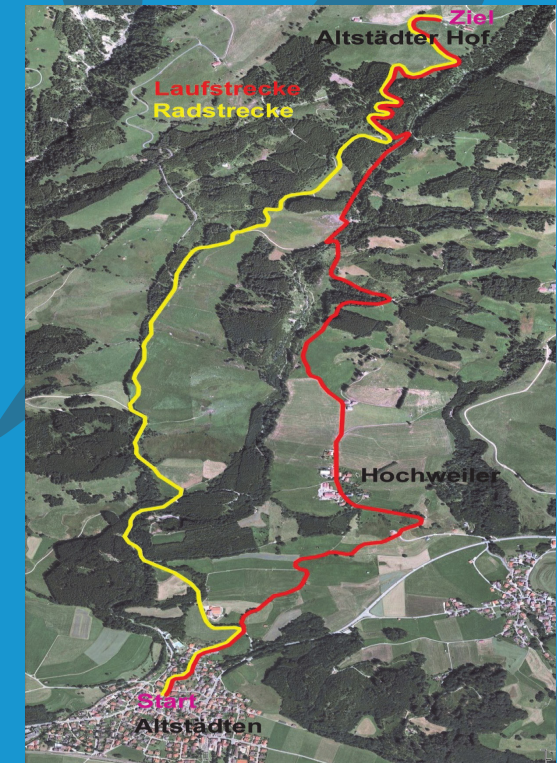 Ziel
Altstädter Hof
Laufstrecke
Radstrecke
Hochweiler
Start
Altstädten